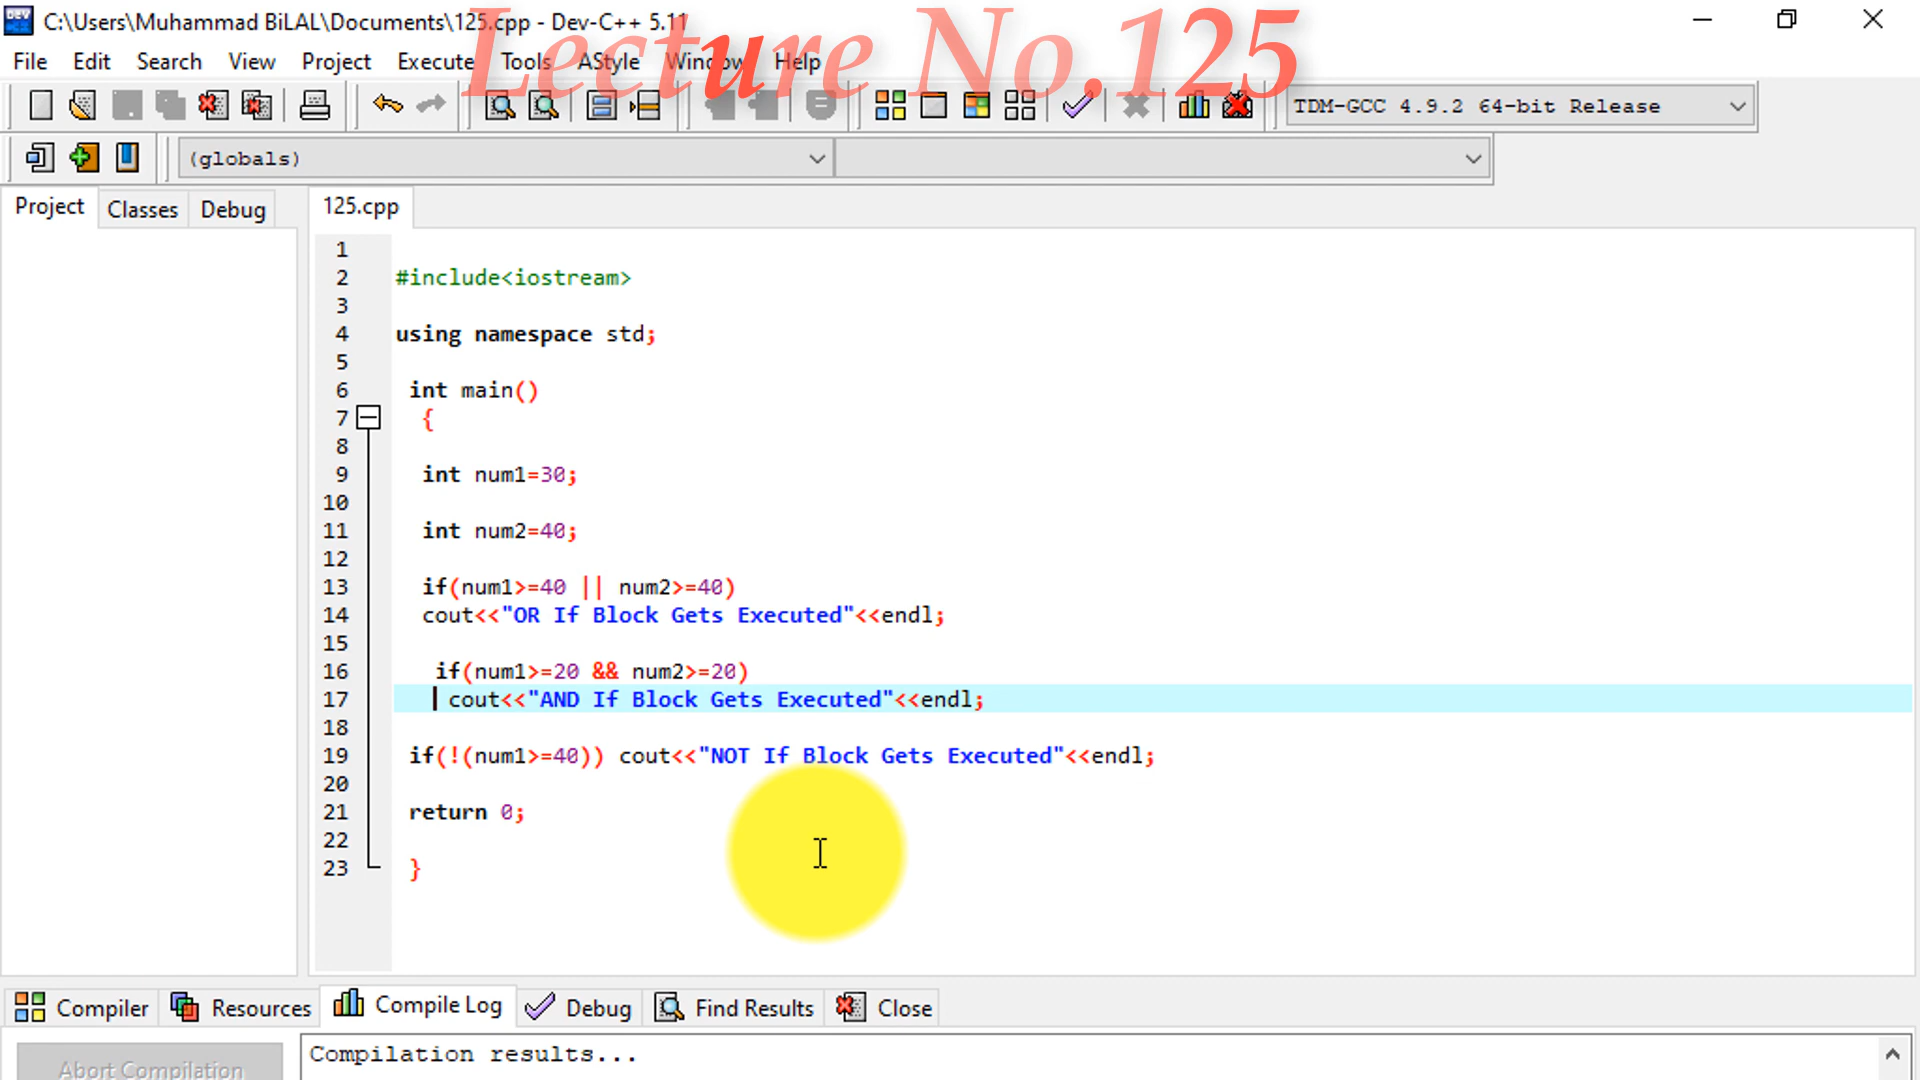 C:\Users\Muhammad BiLAL\Documents\125.cpp - Dev-C++ 5.11
Lecture No.125
File Edit Search View Project Execute Tools AStyle Window Help
TDM-GCC 4.9.2 64-bit Release
(globals)
Project Classes Debug 125.cpp
1
2 #include<iostream>
3
4 using namespace std;
5
6 int main()
7 {
8
9 int num1=30;
10
11 int num2=40;
12
13 if(num1>=40 || num2>=40)
14 cout<<"OR If Block Gets Executed"<<endl;
15
16 if(num1>=20 && num2>=20)
17 cout<<"AND If Block Gets Executed"<<endl;
18
19 if(!(num1>=40)) cout<<"NOT If Block Gets Executed"<<endl;
20
21 return 0;
22
23 }
Compiler Resources Compile Log Debug Find Results Close
Abort Compilation Compilation results...